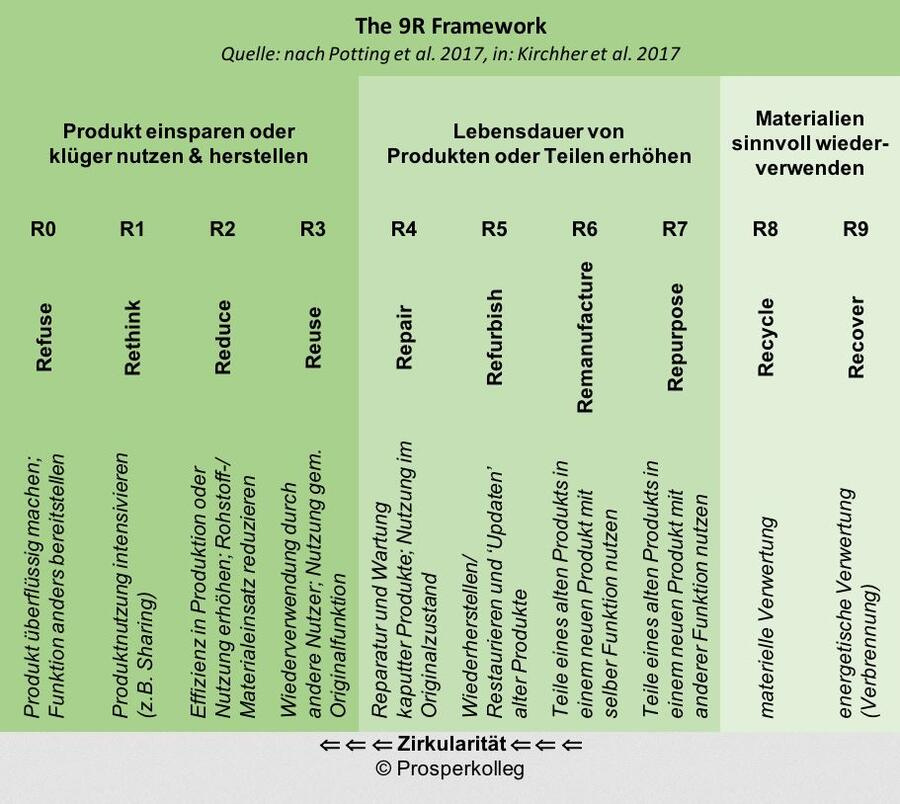 The 9R Framework
Quelle: nach Potting et al. 2017, in: Kirchher et al. 2017
Produkt einsparen oder
klüger nutzen & herstellen
Lebensdauer von
Produkten oder Teilen erhöhen
Materialien
sinnvoll wieder-
verwenden
R0
R1
R2
R3
R4
R5
R6
R7
R8
R9
Refuse
Rethink
Reduce
Reuse
Repair
Refurbish
Remanufacture
Repurpose
Recycle
Recover
Produkt überflüssig machen;
Funktion anders bereitstellen
Produktnutzung intensivieren
(z.B. Sharing)
Effizienz in Produktion oder
Nutzung erhöhen; Rohstoff-/
Materialeinsatz reduzieren
Wiederverwendung durch
andere Nutzer; Nutzung gem.
Originalfunktion
Reparatur und Wartung
kaputter Produkte; Nutzung im
Originalzustand
Wiederherstellen/
Restaurieren und ‘Updaten’
alter Produkte
Teile eines alten Produkts in
einem neuen Produkt mit
selber Funktion nutzen
Teile eines alten Produkts in
einem neuen Produkt mit
anderer Funktion nutzen
materielle Verwertung
energetische Verwertung
(Verbrennung)
⇐ ⇐ ⇐ Zirkularität ⇐ ⇐ ⇐
© Prosperkolleg